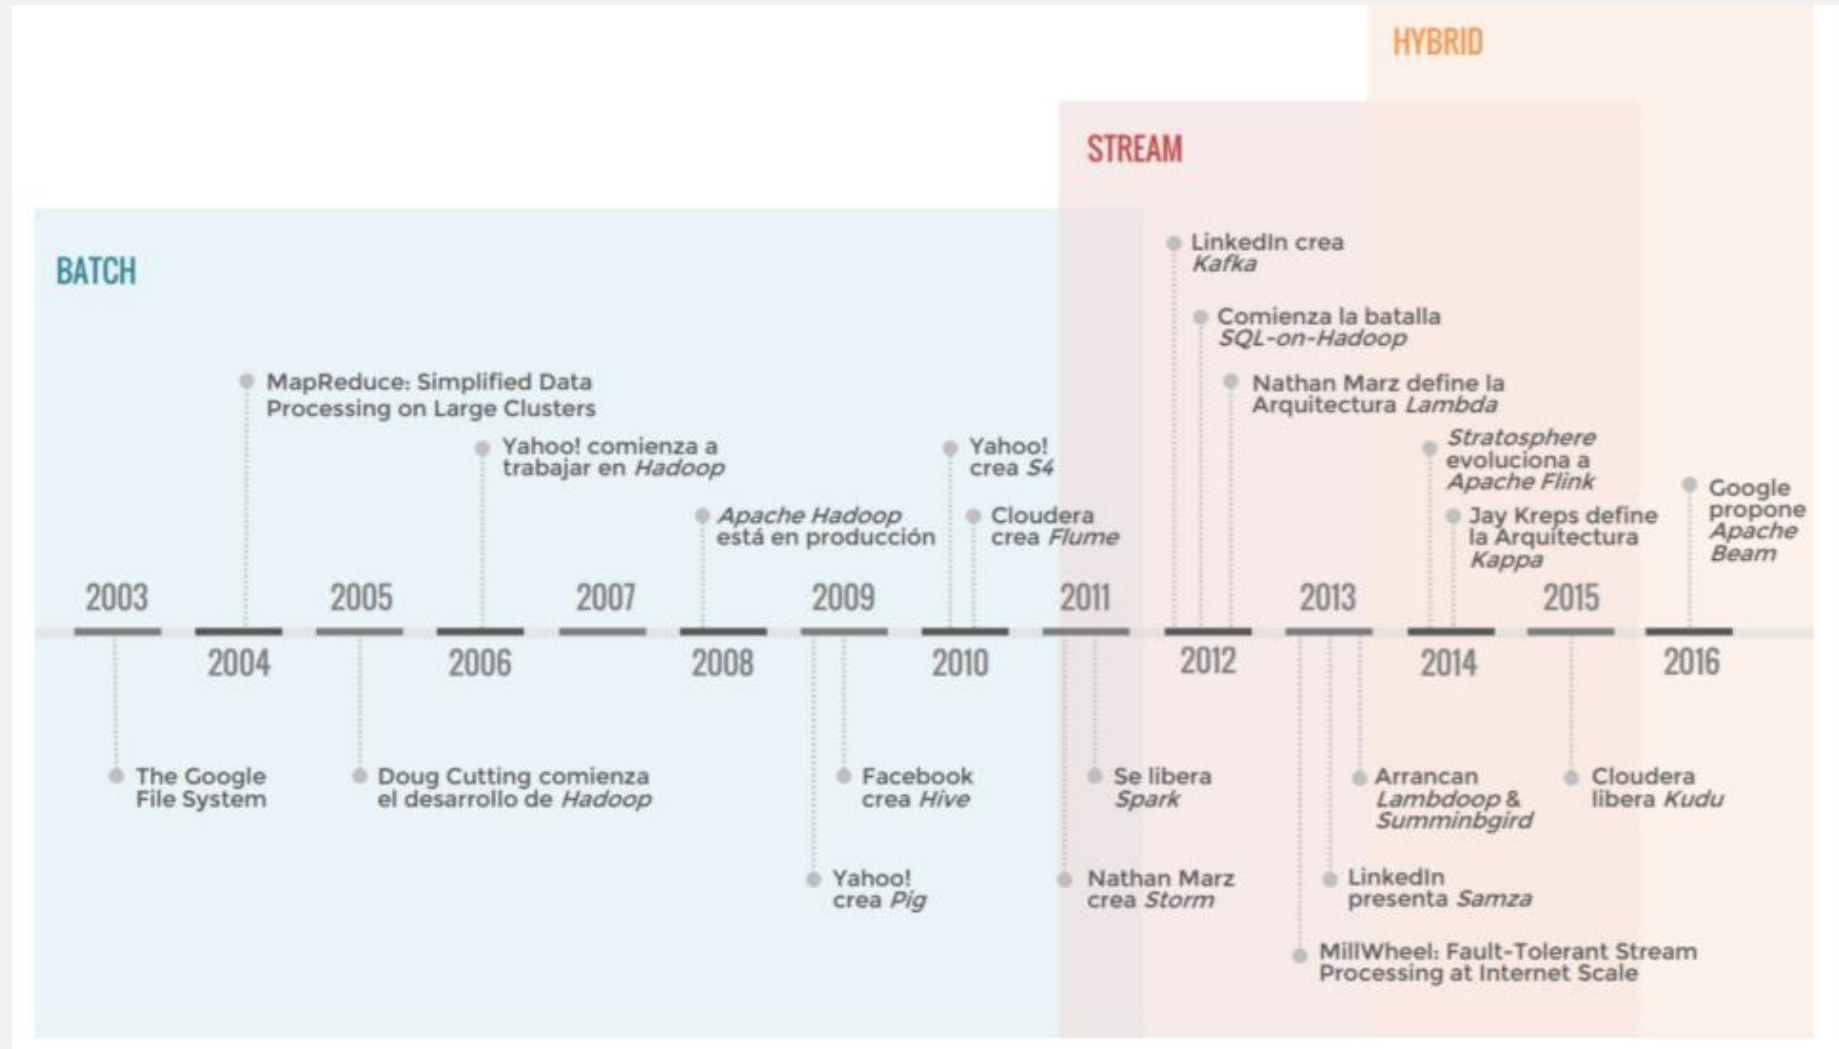 HYBRID
STREAM
BATCH
LinkedIn crea
Kafka
Comienza la batalla
SQL-on-Hadoop
MapReduce: Simplified Data
Processing on Large Clusters
Nathan Marz define la
Arquitectura Lambda
Yahoo! comienza a
trabajar en Hadoop
Yahoo!
crea S4
Stratosphere
evoluciona a
Apache Flink
Apache Hadoop
está en producción
Cloudera
crea Flume
Jay Kreps define
la Arquitectura
Kappa
Google
propone
Apache
Beam
2003
2005
2007
2009
2011
2013
2015
2004
2006
2008
2010
2012
2014
2016
The Google
File System
Doug Cutting comienza
el desarrollo de Hadoop
Facebook
crea Hive
Se libera
Spark
Arrancan
Lambdoop &
Summinbgird
Cloudera
libera Kudu
Yahoo!
crea Pig
Nathan Marz
crea Storm
LinkedIn
presenta Samza
MillWheel: Fault-Tolerant Stream
Processing at Internet Scale